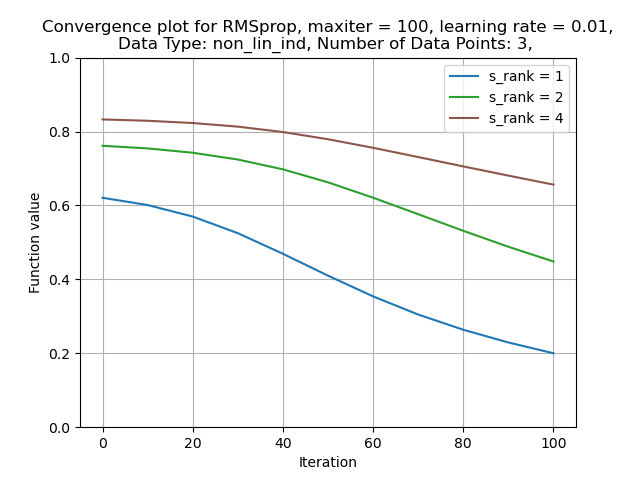 Convergence plot for RMSprop, maxiter = 100, learning rate = 0.01,
Data Type: non_lin_ind, Number of Data Points: 3,
1.0
0.8
0.6
0.4
0.2
0.0
Function value
s_rank = 1
s_rank = 2
s_rank = 4
0 20 40 60 80 100
Iteration